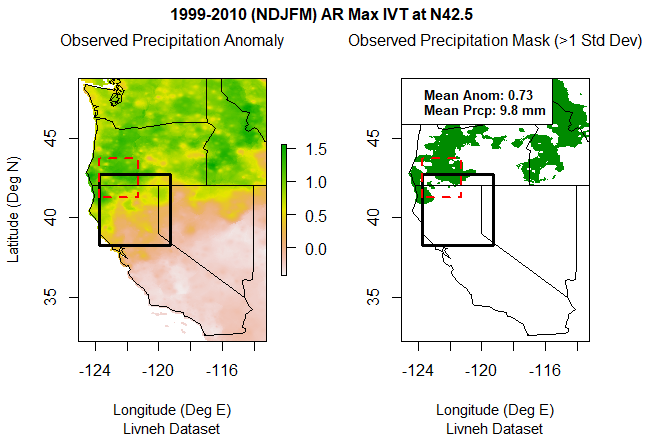 1999-2010 (NDJFM) AR Max IVT at N42.5
Observed Precipitation Anomaly
Observed Precipitation Mask (>1 Std Dev)
Mean Anom: 0.73
Mean Prcp: 9.8 mm
Latitude (Deg N)
45
40
35
1.5
1.0
0.5
0.0
45
40
35
-124
-120
-116
-124
-120
-116
Longitude (Deg E)
Livneh Dataset
Longitude (Deg E)
Livneh Dataset